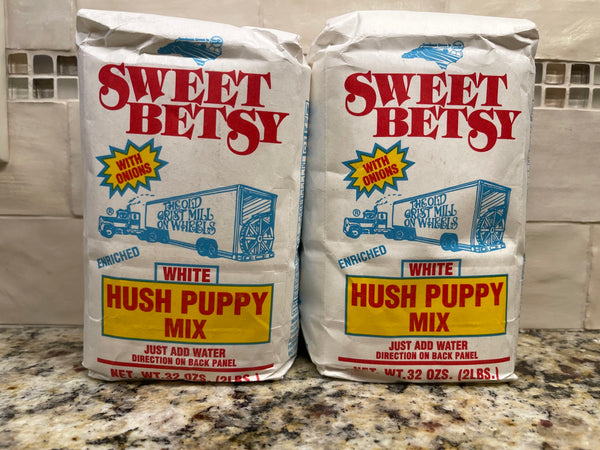 SWEET
BETSY
WITH
ONIONS
THE OLD
GRIST MILL
ON WHEELS
®
ENRICHED
WHITE
HUSH PUPPY
MIX
JUST ADD WATER
DIRECTION ON BACK PANEL
NET. WT. 32 OZS. (2LBS.)
SWEET
BETSY
WITH
ONIONS
THE OLD
GRIST MILL
ON WHEELS
®
ENRICHED
WHITE
HUSH PUPPY
MIX
JUST ADD WATER
DIRECTION ON BACK PANEL
NET. WT. 32 OZS. (2LBS.)